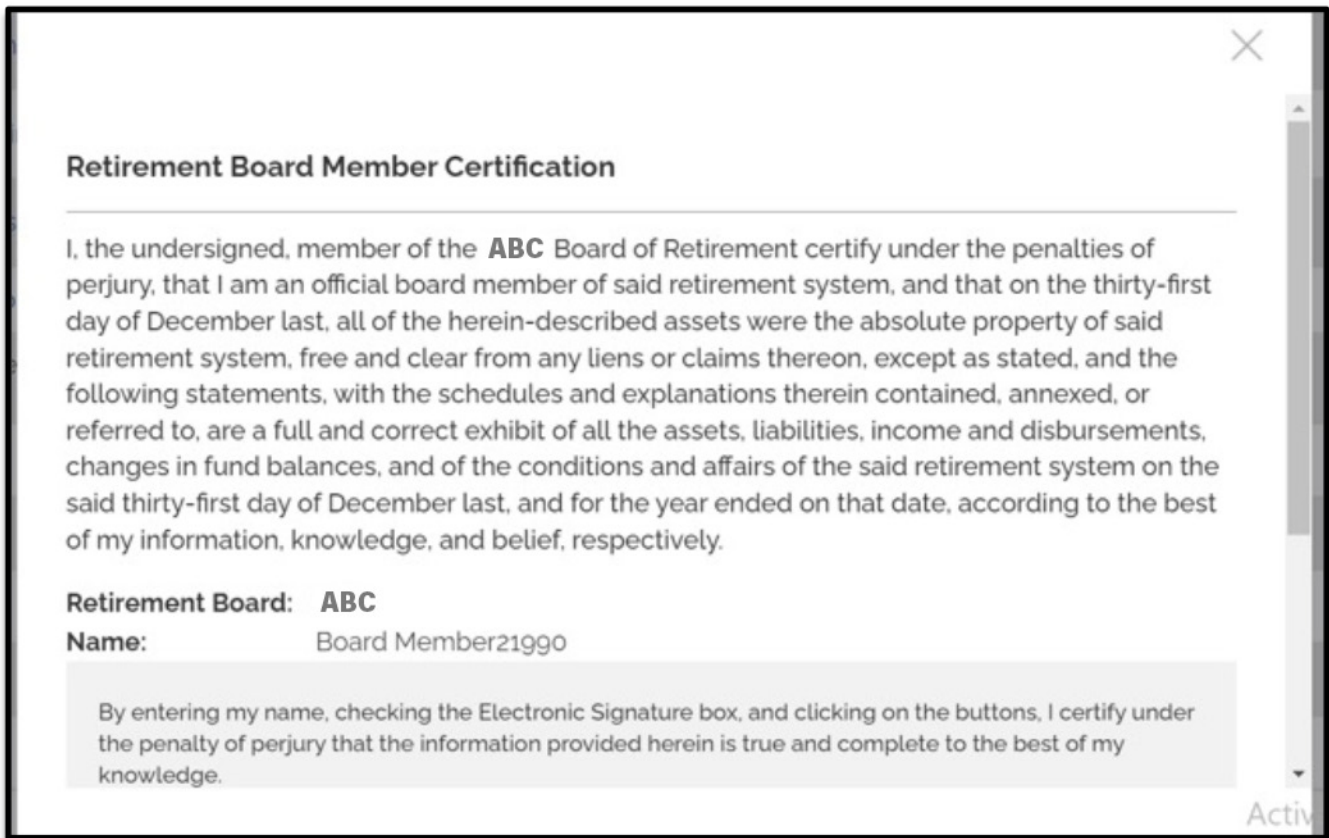 Retirement Board Member Certification
I, the undersigned, member of the ABC Board of Retirement certify under the penalties of
perjury, that I am an official board member of said retirement system, and that on the thirty-first
day of December last, all of the herein-described assets were the absolute property of said
retirement system, free and clear from any liens or claims thereon, except as stated, and the
following statements, with the schedules and explanations therein contained, annexed, or
referred to, are a full and correct exhibit of all the assets, liabilities, income and disbursements,
changes in fund balances, and of the conditions and affairs of the said retirement system on the
said thirty-first day of December last, and for the year ended on that date, according to the best
of my information, knowledge, and belief, respectively.
Retirement Board: ABC
Name: Board Member21990
By entering my name, checking the Electronic Signature box, and clicking on the buttons, I certify under
the penalty of perjury that the information provided herein is true and complete to the best of my
knowledge.
Activ